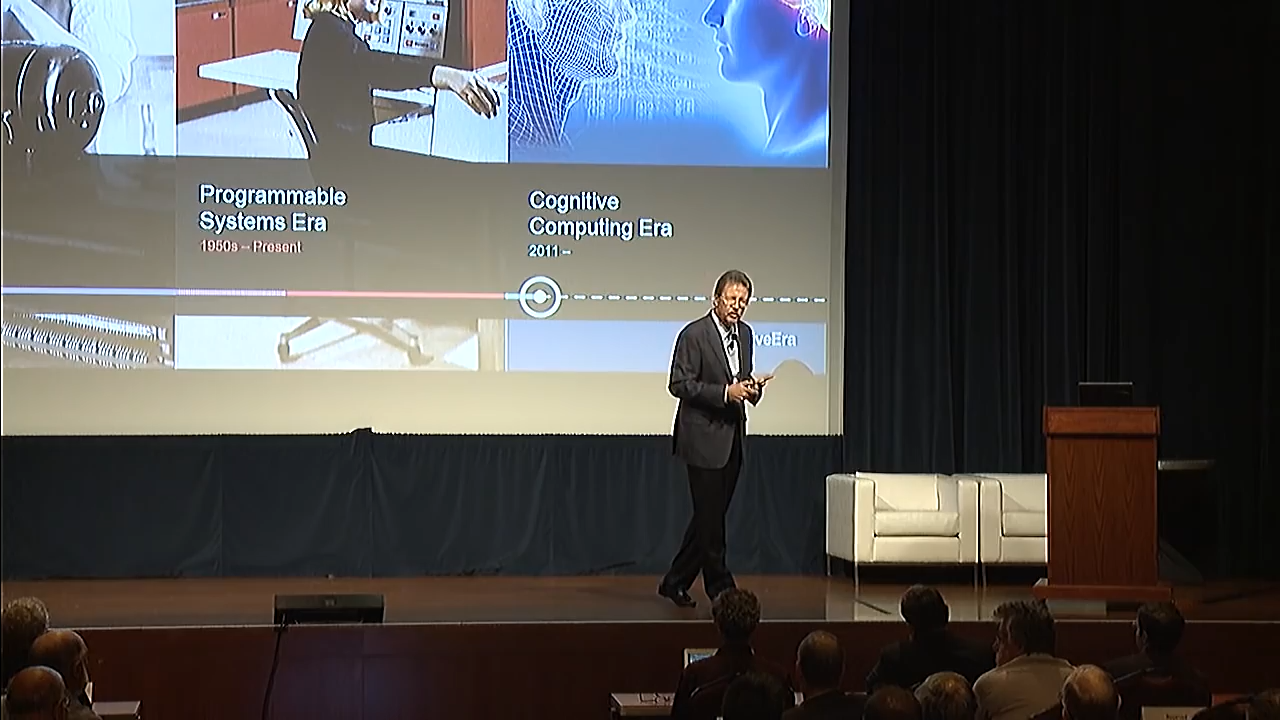 Programmable
Systems Era
1950s – Present
Cognitive
Computing Era
2011 –
veEra